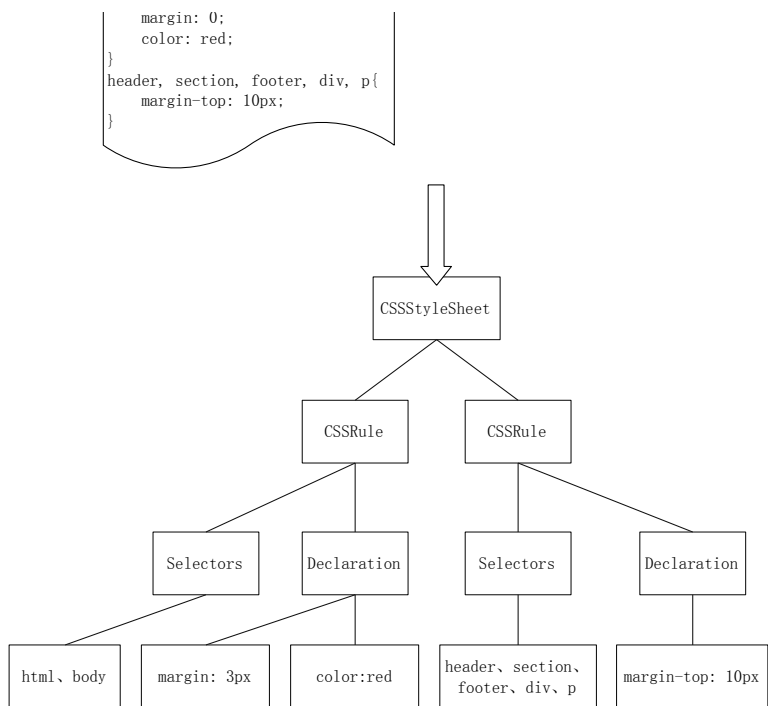 margin: 0;
color: red;
}
header, section, footer, div, p{
margin-top: 10px;
}
CSSStyleSheet
CSSRule
CSSRule
Selectors
Declaration
Selectors
Declaration
html、body
margin: 3px
color:red
header、section、
footer、div、p
margin-top: 10px